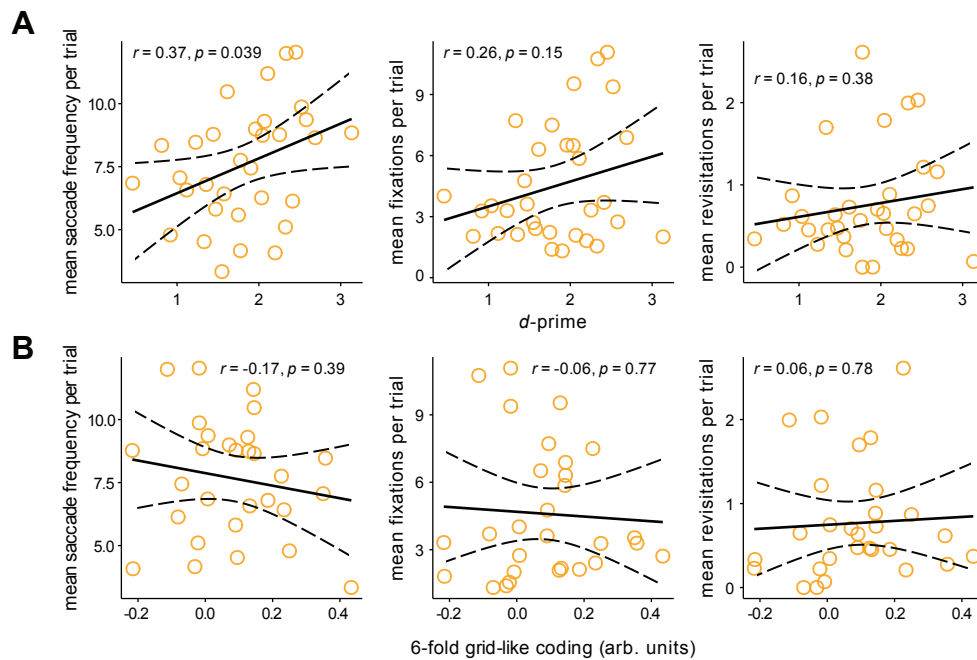 A
mean saccade frequency per trial
10.0
7.5
5.0
r = 0.37, p = 0.039
1 2 3
mean fixations per trial
9
6
3
0
r = 0.26, p = 0.15
1 2 3
mean revisitations per trial
2
1
0
r = 0.16, p = 0.38
1 2 3
d-prime
B
mean saccade frequency per trial
10.0
7.5
5.0
r = -0.17, p = 0.39
-0.2 0.0 0.2 0.4
mean fixations per trial
9
6
3
r = -0.06, p = 0.77
-0.2 0.0 0.2 0.4
mean revisitations per trial
2
1
0
r = 0.06, p = 0.78
-0.2 0.0 0.2 0.4
6-fold grid-like coding (arb. units)